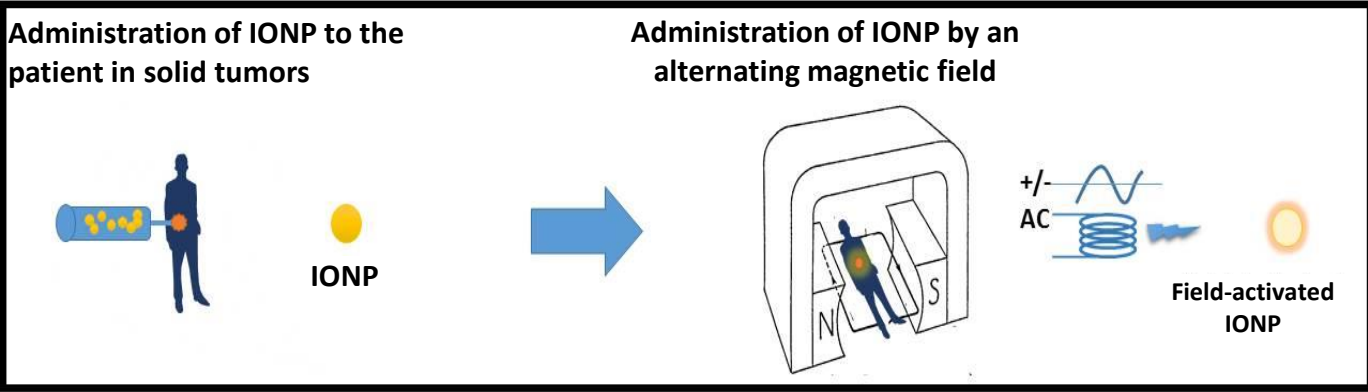 Administration of IONP to the
patient in solid tumors
IONP
Administration of IONP by an
alternating magnetic field
N
S
+/-
AC
Field-activated
IONP